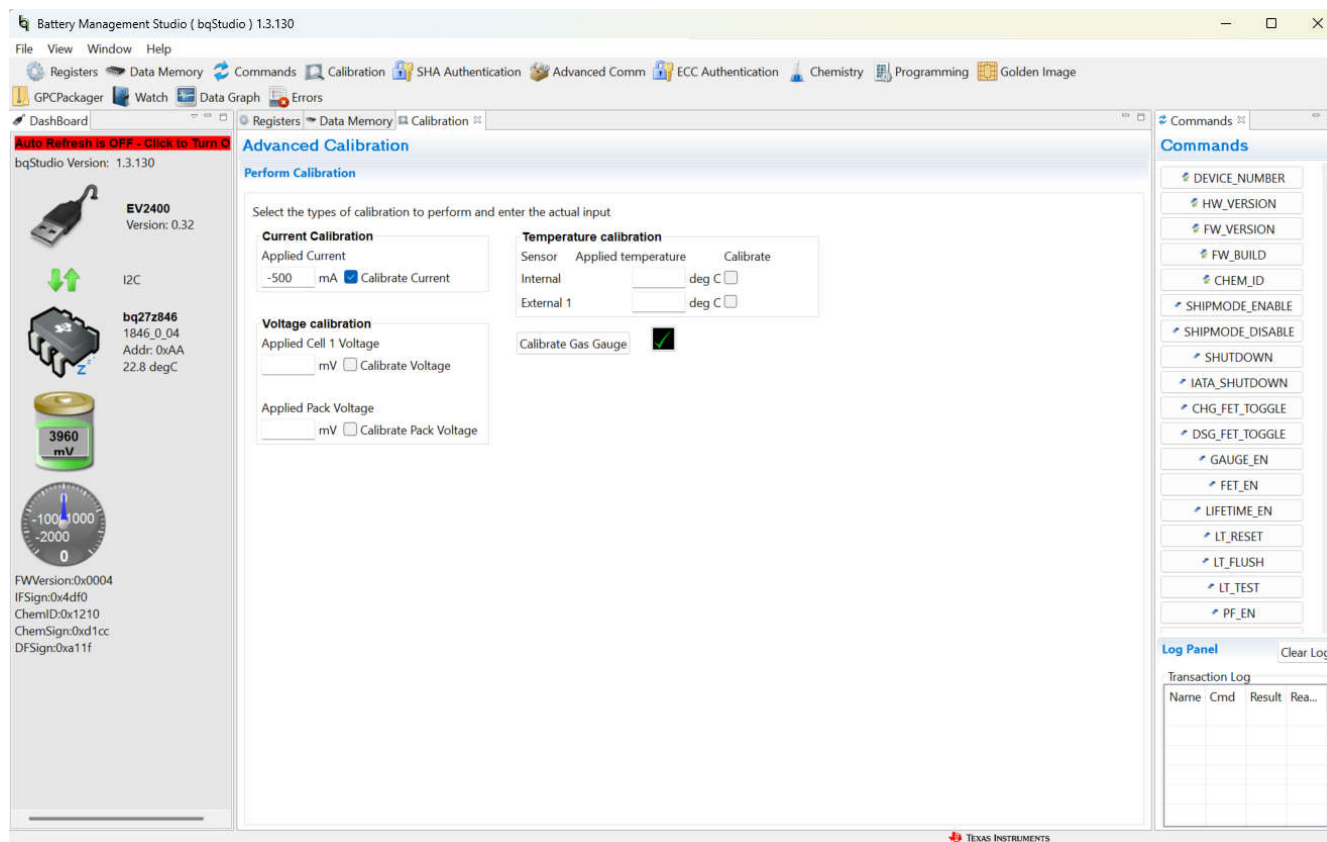 Battery Management Studio ( bqStudio ) 1.3.130
File View Window Help
Registers Data Memory Commands Calibration SHA Authentication Advanced Comm ECC Authentication Chemistry Programming Golden Image
GPCPackager Watch Data Graph Errors
DashBoard
Auto Refresh is OFF - Click to Turn O
bqStudio Version: 1.3.130
EV2400
Version: 0.32
I2C
bq27z846
1846_0_04
Addr: 0xAA
22.8 degC
z z
3960
mV
0
-100 1000
-2000
0
FWVersion:0x0004
IFSign:0x4df0
ChemID:0x1210
ChemSign:0xd1cc
DFSign:0xa11f
Registers Data Memory Calibration
Advanced Calibration
Perform Calibration
Select the types of calibration to perform and enter the actual input
Current Calibration
Applied Current
-500 mA Calibrate Current
Voltage calibration
Applied Cell 1 Voltage
mV Calibrate Voltage
Applied Pack Voltage
mV Calibrate Pack Voltage
Temperature calibration
Sensor Applied temperature Calibrate
Internal deg C
External 1 deg C
Calibrate Gas Gauge
Commands
Commands
DEVICE_NUMBER
HW_VERSION
FW_VERSION
FW_BUILD
CHEM_ID
SHIPMODE_ENABLE
SHIPMODE_DISABLE
SHUTDOWN
IATA_SHUTDOWN
CHG_FET_TOGGLE
DSG_FET_TOGGLE
GAUGE_EN
FET_EN
LIFETIME_EN
LT_RESET
LT_FLUSH
LT_TEST
PF_EN
Log Panel Clear Log
Transaction Log
Name Cmd Result Rea...
TEXAS INSTRUMENTS